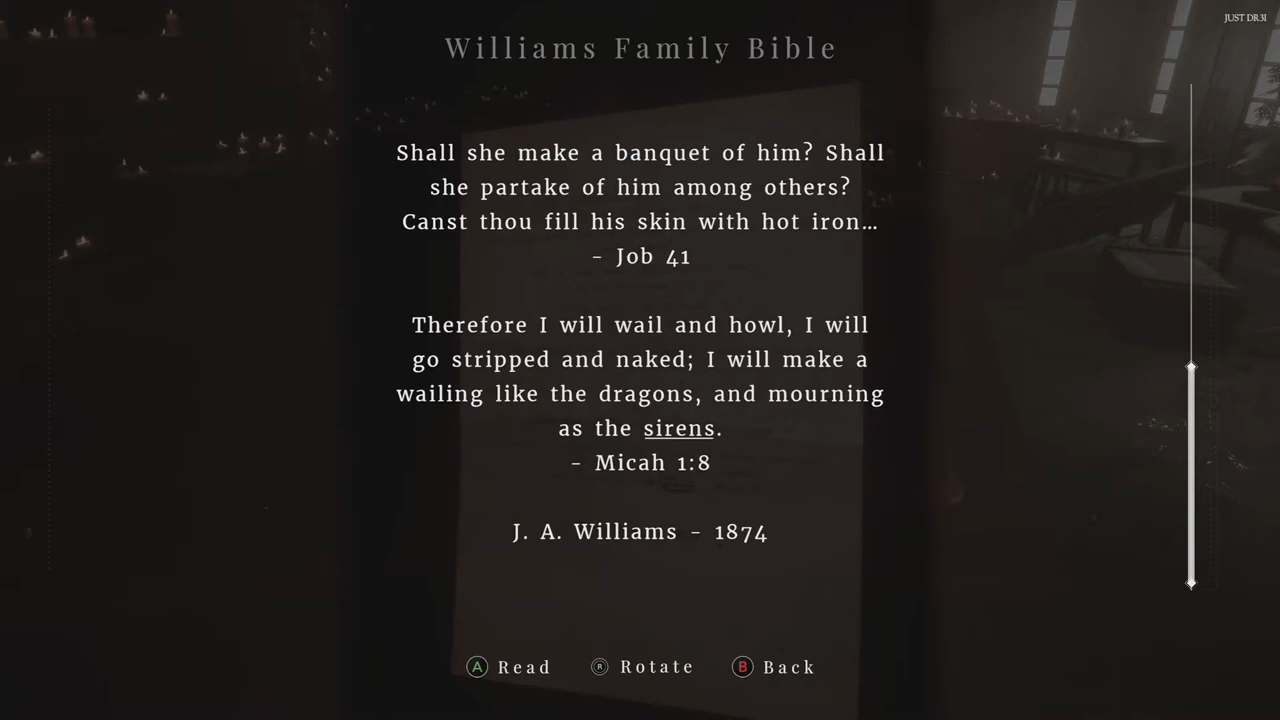 JUST DR3I
Williams Family Bible
Shall she make a banquet of him? Shall
she partake of him among others?
Canst thou fill his skin with hot iron...
- Job 41
Therefore I will wail and howl, I will
go stripped and naked; I will make a
wailing like the dragons, and mourning
as the sirens.
- Micah 1:8
J. A. Williams - 1874
A Read R Rotate B Back